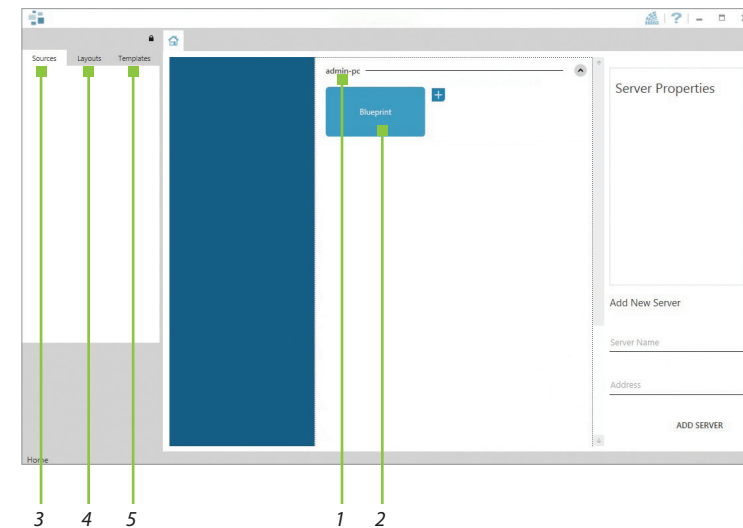 ?
Sources Layouts Templates
admin-pc
Blueprint
+
Server Properties
Add New Server
Server Name
Address
ADD SERVER
Home
3 4 5 1 2